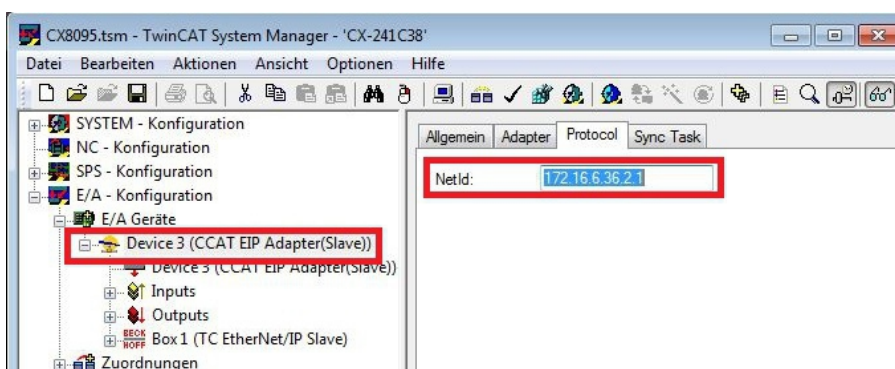 CX8095.tsm - TwinCAT System Manager - 'CX-241C38'
Datei Bearbeiten Aktionen Ansicht Optionen Hilfe
SYSTEM - Konfiguration
NC - Konfiguration
SPS - Konfiguration
E/A - Konfiguration
E/A Geräte
Device 3 (CCAT EIP Adapter(Slave))
Device 3 (CCAT EIP Adapter(Slave))
Inputs
Outputs
BECKHOFF Box 1 (TC EtherNet/IP Slave)
Zuordnungen
Allgemein Adapter Protocol Sync Task
NetId: 172.16.6.36.2.1